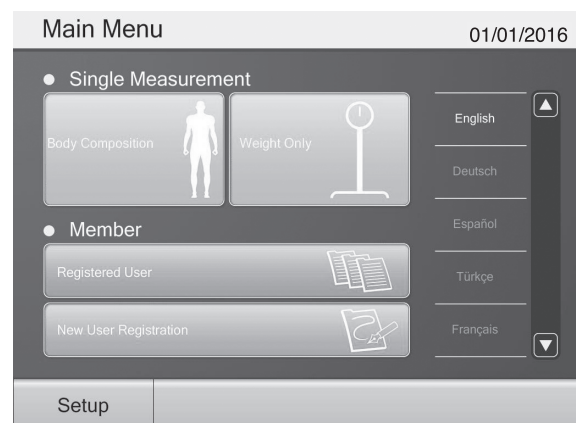 Main Menu
01/01/2016
Single Measurement
Body Composition
Weight Only
Member
Registered User
New User Registration
English
Deutsch
Español
Türkçe
Français
Setup